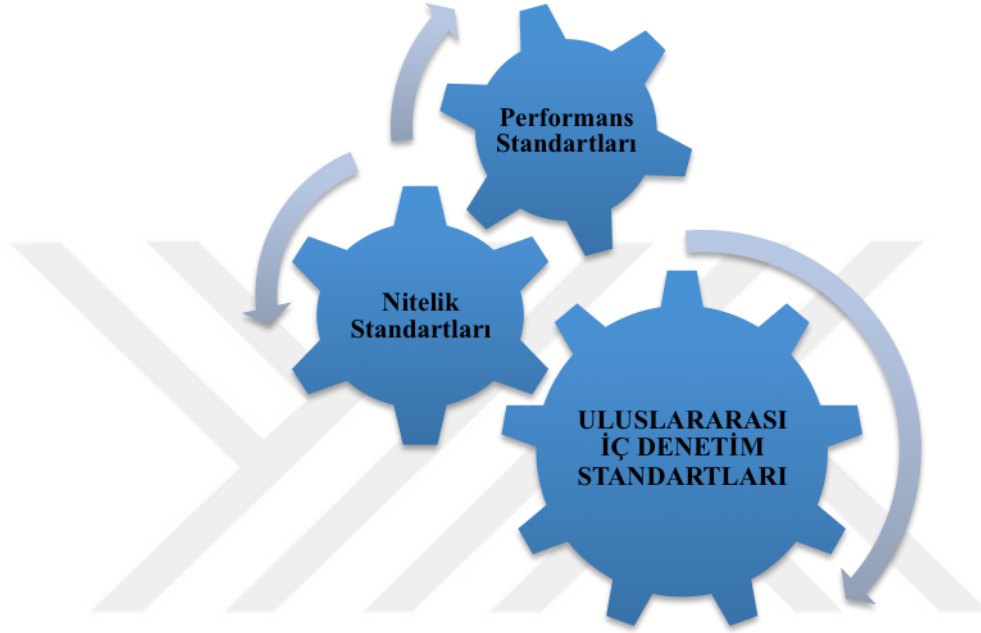 Performans
Standartları
Nitelik
Standartları
ULUSLARARASI
İÇ DENETİM
STANDARTLARI